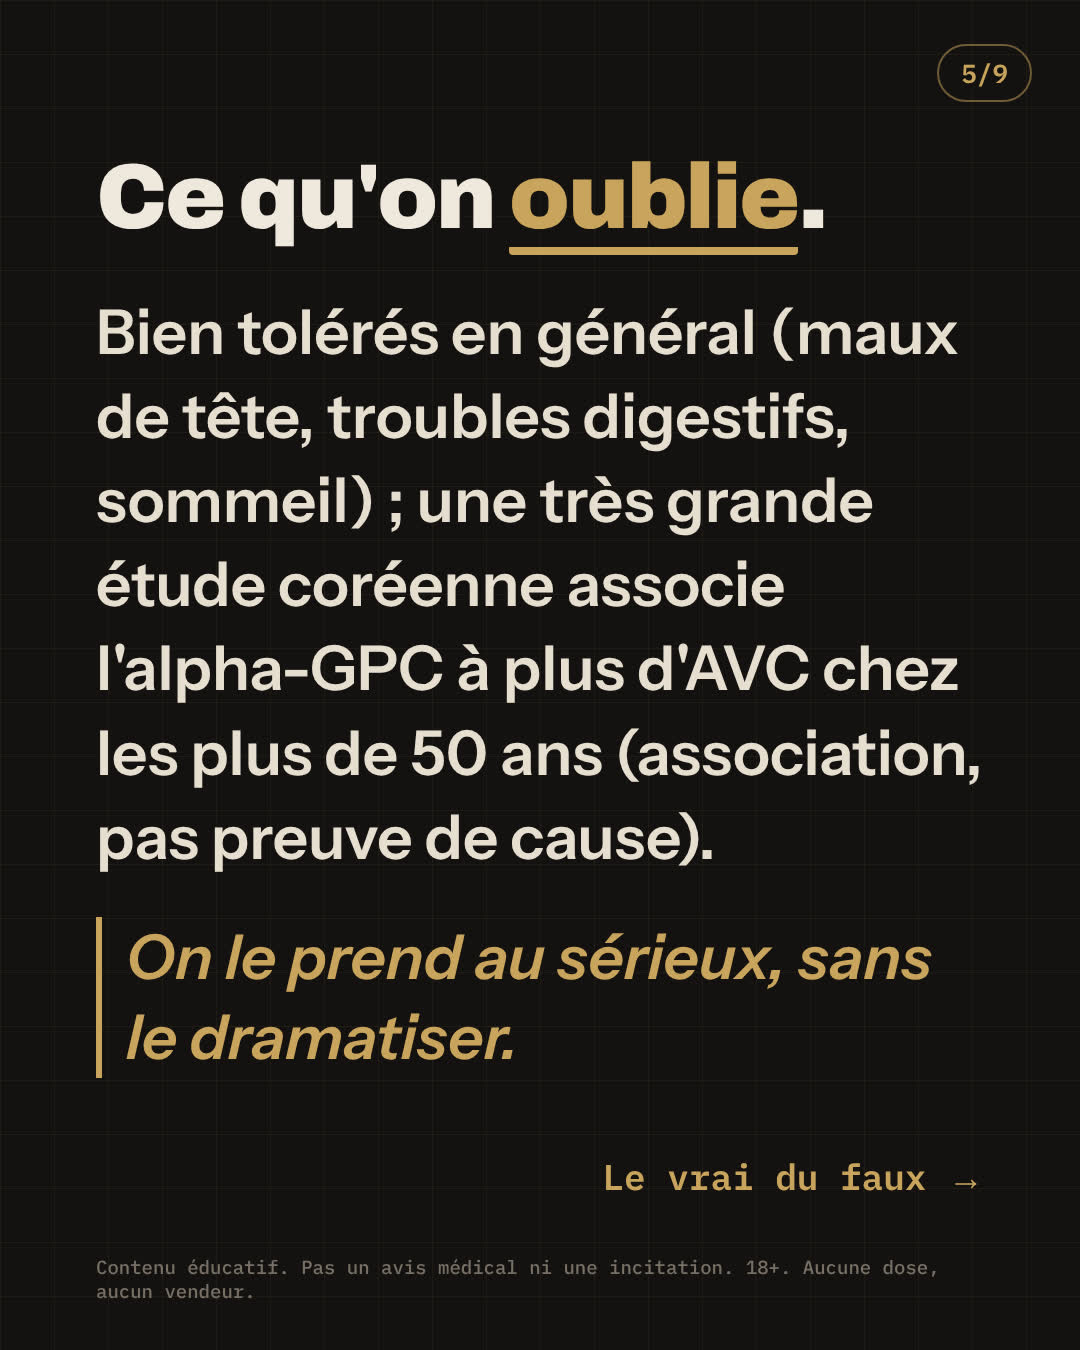 5/9
Ce qu'on oublie.
Bien tolérés en général (maux
de tête, troubles digestifs,
sommeil) ; une très grande
étude coréenne associe
l'alpha-GPC à plus d'AVC chez
les plus de 50 ans (association,
pas preuve de cause).
On le prend au sérieux, sans
le dramatiser.
Le vrai du faux →
Contenu éducatif. Pas un avis médical ni une incitation. 18+. Aucune dose,
aucun vendeur.